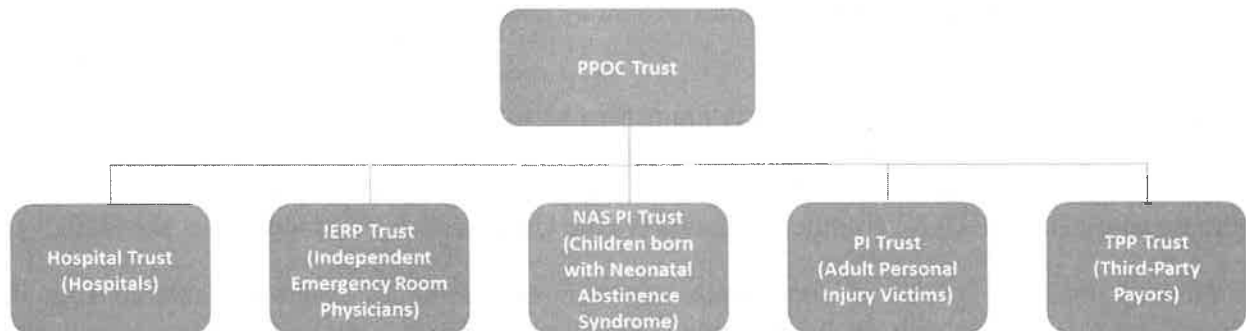 PPOC Trust
Hospital Trust
(Hospitals)
IERP Trust
(Independent
Emergency Room
Physicians)
NAS PI Trust
(Children born
with Neonatal
Abstinence
Syndrome)
PI Trust
(Adult Personal
Injury Victims)
TPP Trust
(Third-Party
Payors)